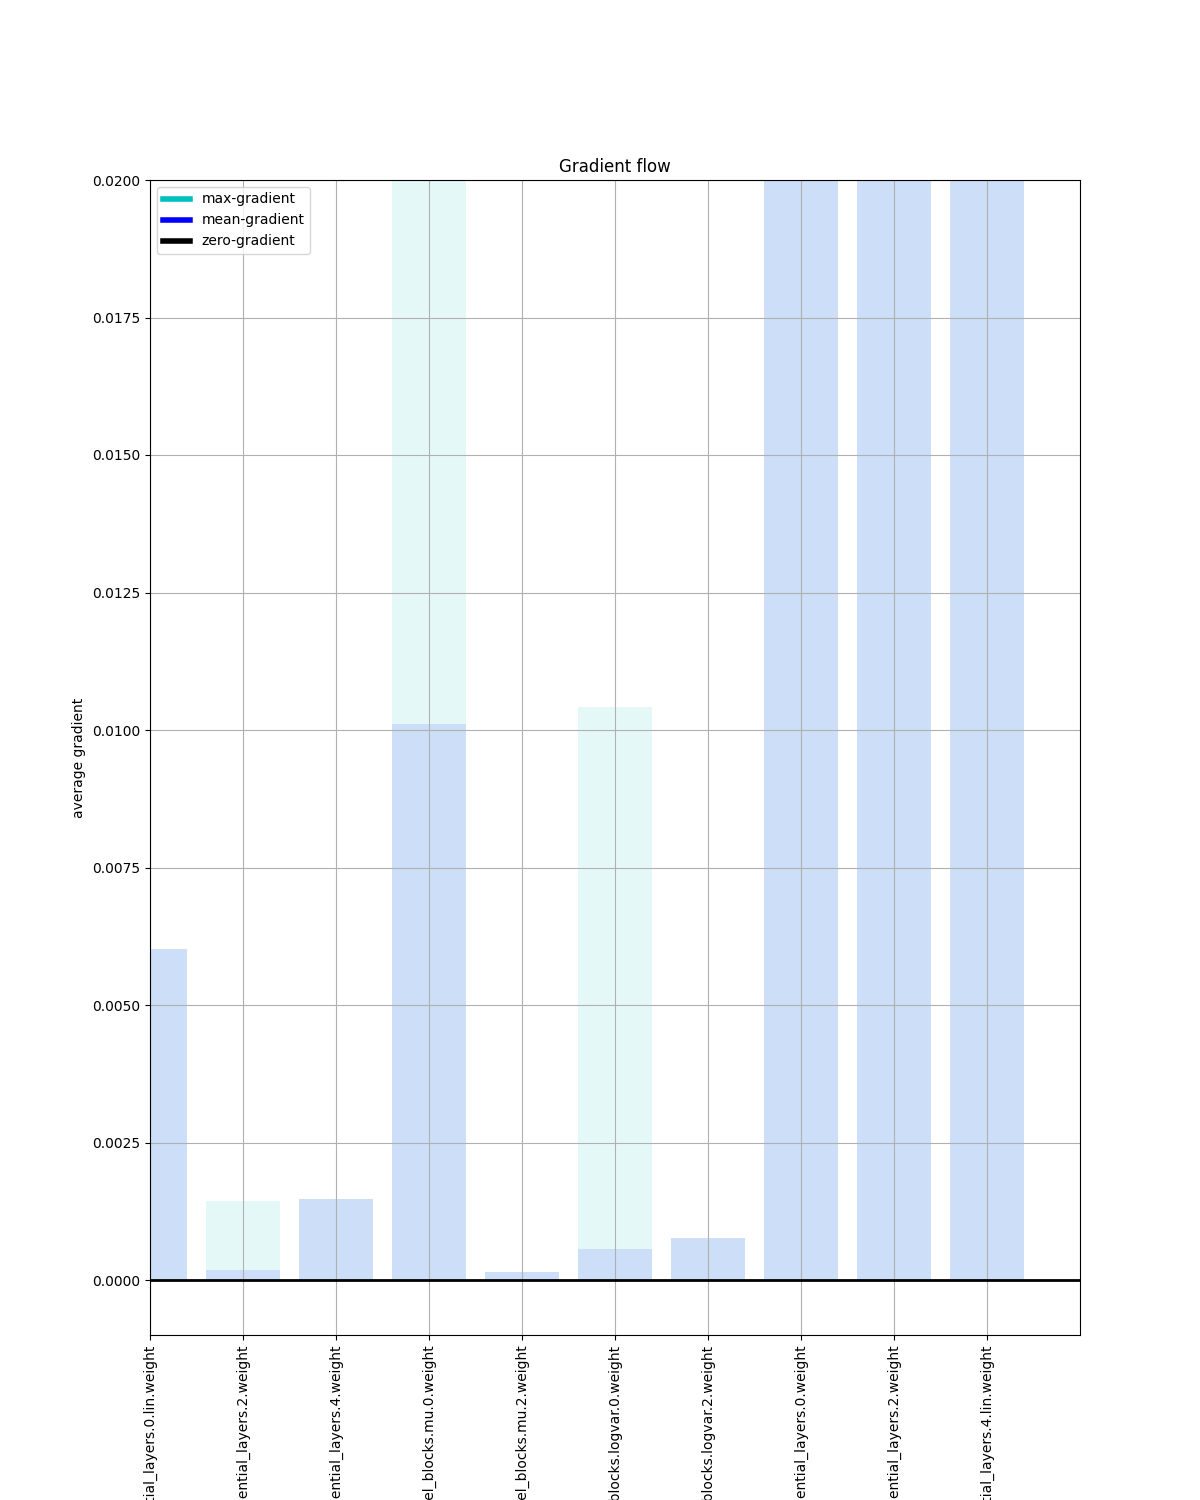 Gradient flow
max-gradient
mean-gradient
zero-gradient
0.0200
0.0175
0.0150
0.0125
0.0100
0.0075
0.0050
0.0025
0.0000
average gradient
tial_layers.0.lin.weight
ential_layers.2.weight
ential_layers.4.weight
el_blocks.mu.0.weight
el_blocks.mu.2.weight
blocks.logvar.0.weight
blocks.logvar.2.weight
ential_layers.0.weight
ential_layers.2.weight
tial_layers.4.lin.weight